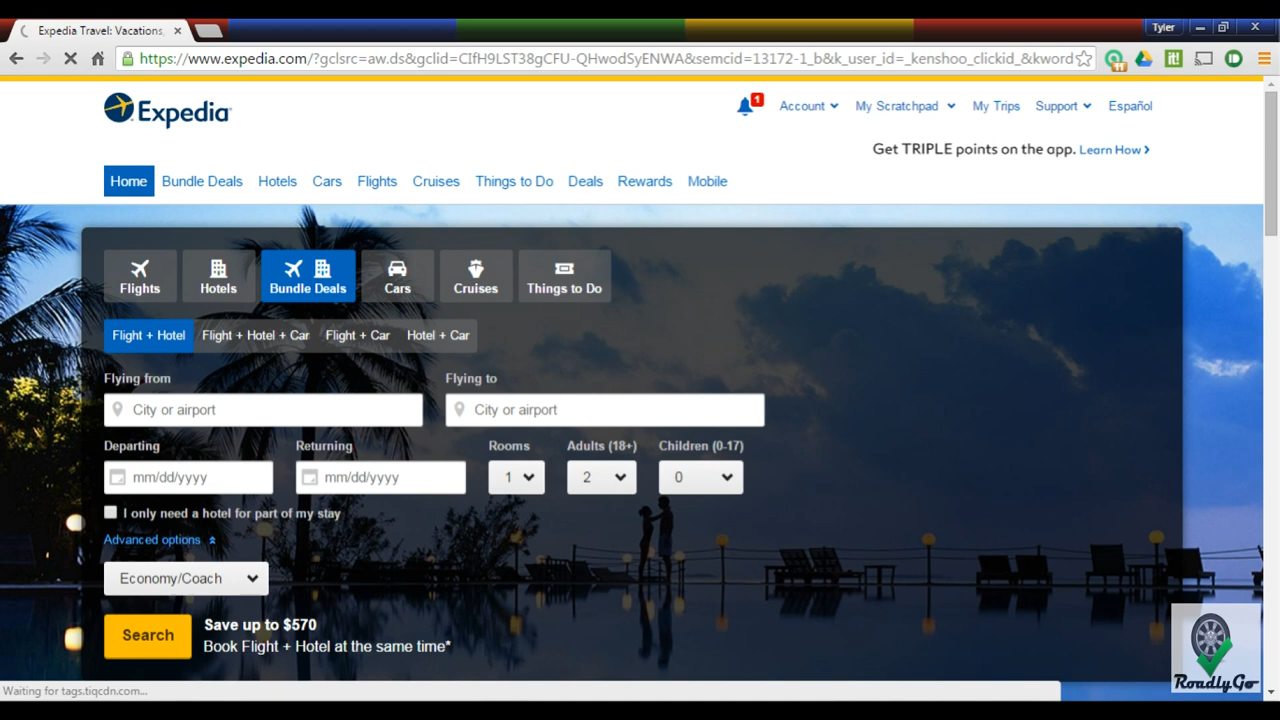 Expedia Travel: Vacations,
Tyler
https://www.expedia.com/?gclsrc=aw.ds&gclid=CIfH9LST38gCFU-QHwodSyENWA&semcid=13172-1_b&k_user_id=_kenshoo_clickid_&kword
11
it!
Expedia
1
Account
My Scratchpad
My Trips
Support
Español
Get TRIPLE points on the app. Learn How
Home
Bundle Deals
Hotels
Cars
Flights
Cruises
Things to Do
Deals
Rewards
Mobile
Flights
Hotels
Bundle Deals
Cars
Cruises
Things to Do
Flight + Hotel
Flight + Hotel + Car
Flight + Car
Hotel + Car
Flying from
Flying to
City or airport
City or airport
Departing
Returning
Rooms
Adults (18+)
Children (0-17)
mm/dd/yyyy
mm/dd/yyyy
1
2
0
I only need a hotel for part of my stay
Advanced options
Economy/Coach
Search
Save up to $570
Book Flight + Hotel at the same time*
RoadlyGo
Waiting for tags.tiqcdn.com...